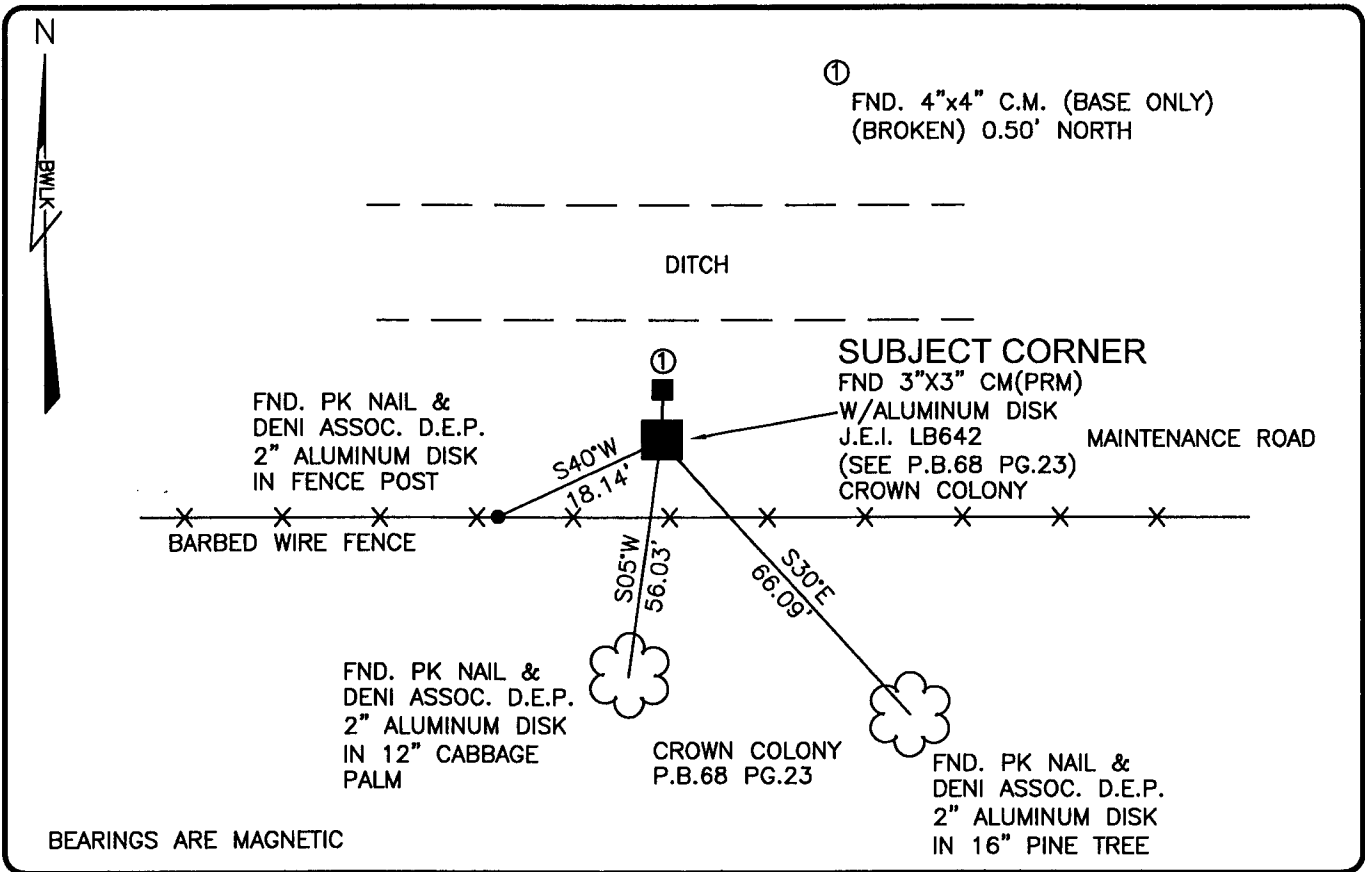 N
BWLK
①
FND. 4"x4" C.M. (BASE ONLY)
(BROKEN) 0.50' NORTH
DITCH
①
SUBJECT CORNER
FND 3"X3" CM(PRM)
W/ALUMINUM DISK
J.E.I. LB642
(SEE P.B.68 PG.23)
CROWN COLONY
MAINTENANCE ROAD
FND. PK NAIL &
DENI ASSOC. D.E.P.
2" ALUMINUM DISK
IN FENCE POST
S40°W
18.14'
BARBED WIRE FENCE
S05°W
56.03'
S30°E
66.09'
FND. PK NAIL &
DENI ASSOC. D.E.P.
2" ALUMINUM DISK
IN 12" CABBAGE
PALM
CROWN COLONY
P.B.68 PG.23
FND. PK NAIL &
DENI ASSOC. D.E.P.
2" ALUMINUM DISK
IN 16" PINE TREE
BEARINGS ARE MAGNETIC